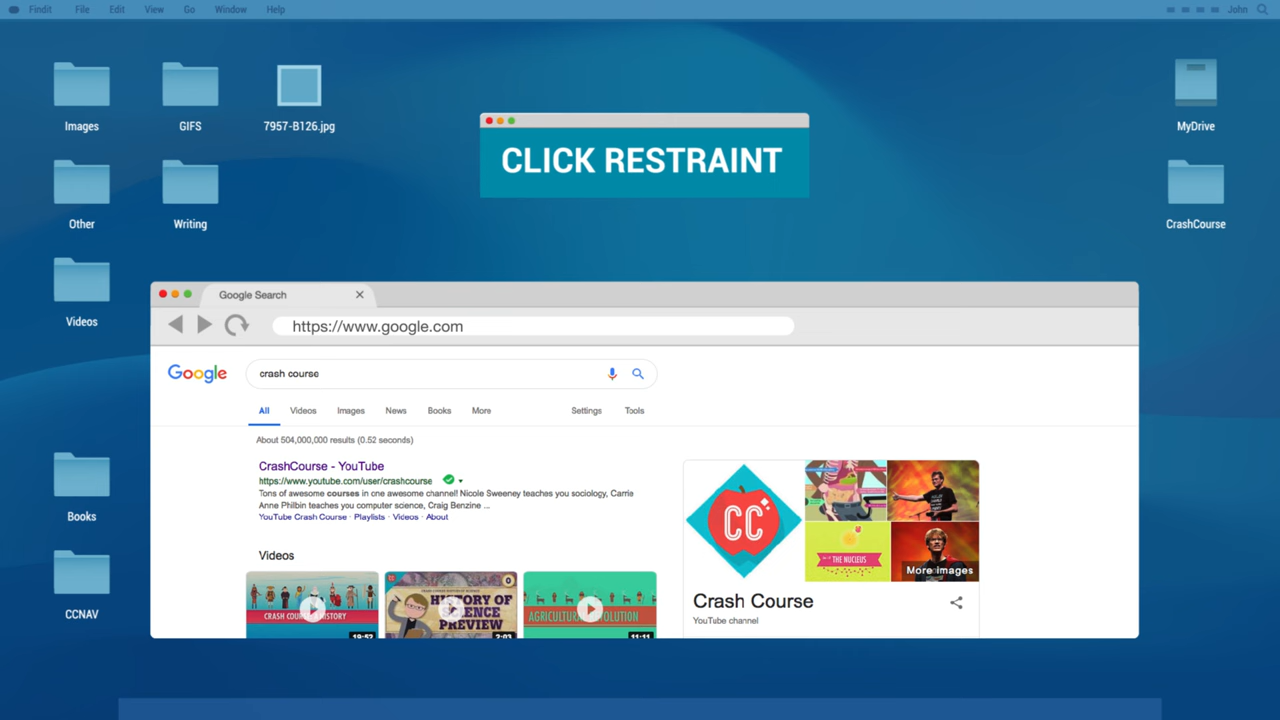 Findit File Edit View Go Window Help John
Images GIFS 7957-B126.jpg MyDrive
CLICK RESTRAINT
Other Writing CrashCourse
Videos
Books
CCNAV
Google Search
https://www.google.com
Google crash course
All Videos Images News Books More Settings Tools
About 504,000,000 results (0.52 seconds)
CrashCourse - YouTube
https://www.youtube.com/user/crashcourse
Tons of awesome courses in one awesome channel! Nicole Sweeney teaches you sociology, Carrie
Anne Philbin teaches you computer science, Craig Benzine ...
YouTube Crash Course · Playlists · Videos · About
Videos
CRASH COURSE HISTORY
19:52
HISTORY OF
SCIENCE
PREVIEW
2:03
AGRICULTURAL REVOLUTION
11:11
CC
THE NUCLEUS
More images
Crash Course
YouTube channel